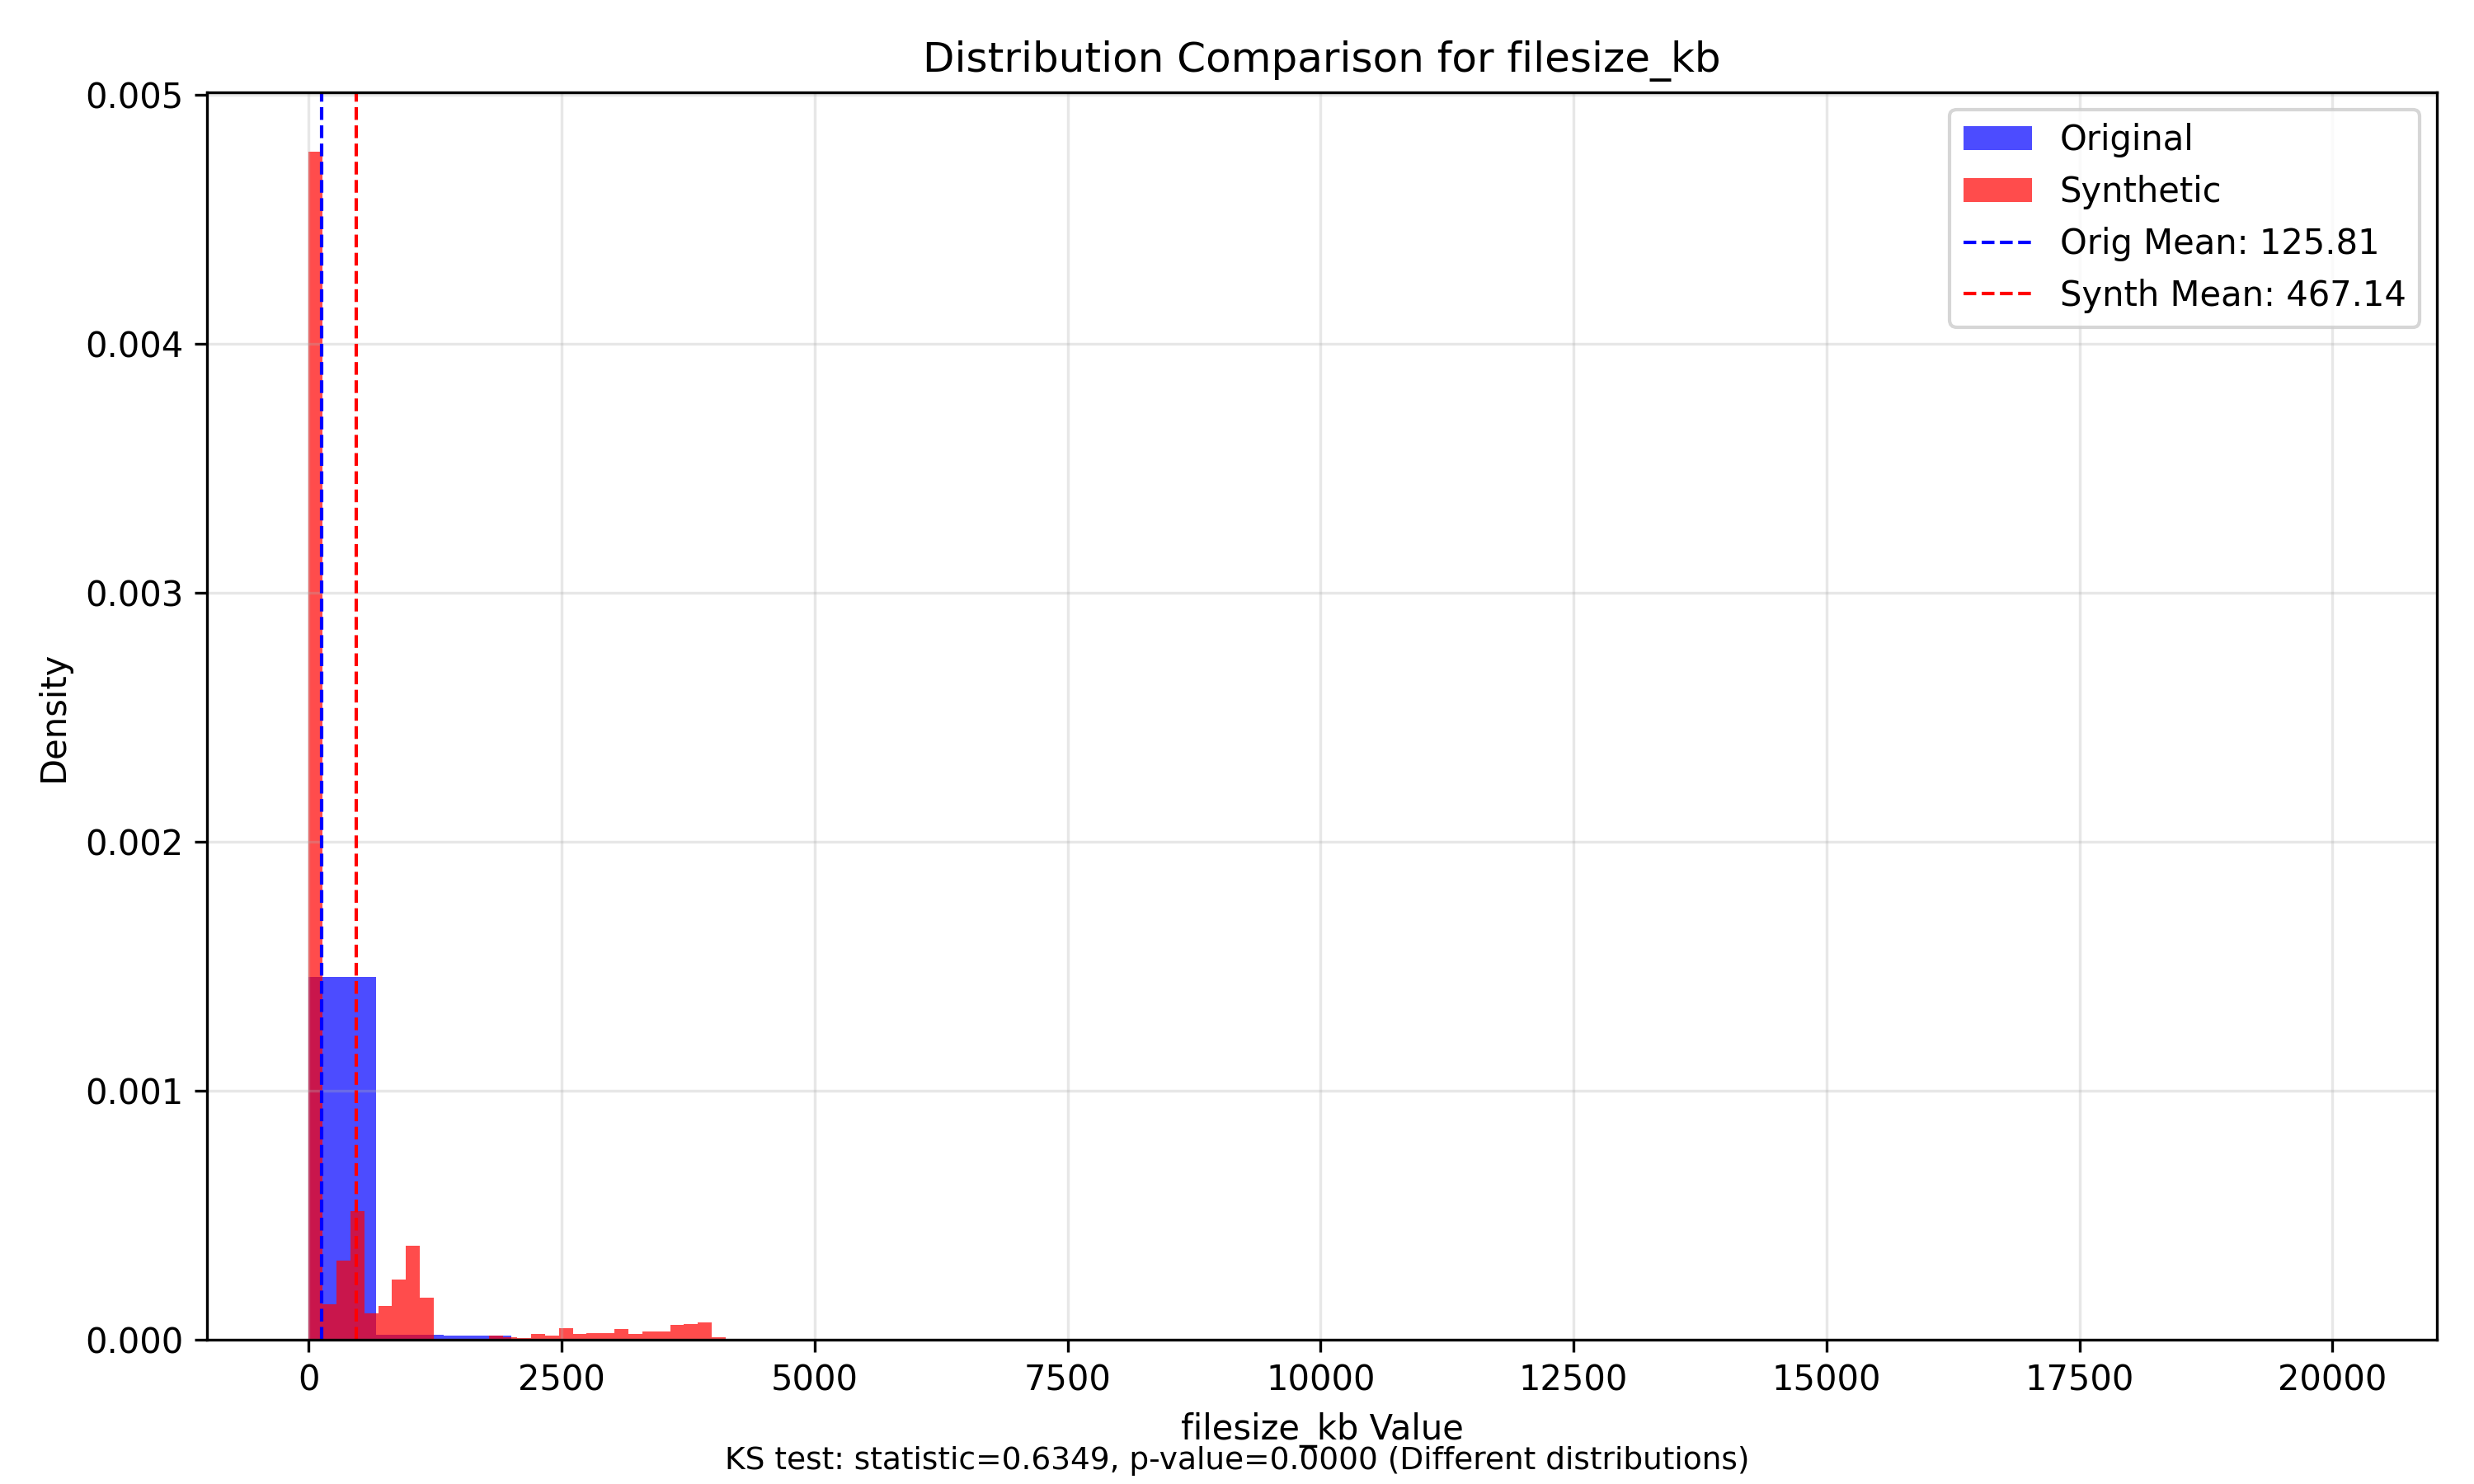 Distribution Comparison for filesize_kb
0.005
0.004
0.003
0.002
0.001
0.000
Density
Original
Synthetic
Orig Mean: 125.81
Synth Mean: 467.14
0 2500 5000 7500 10000 12500 15000 17500 20000
filesize_kb Value
KS test: statistic=0.6349, p-value=0.0000 (Different distributions)